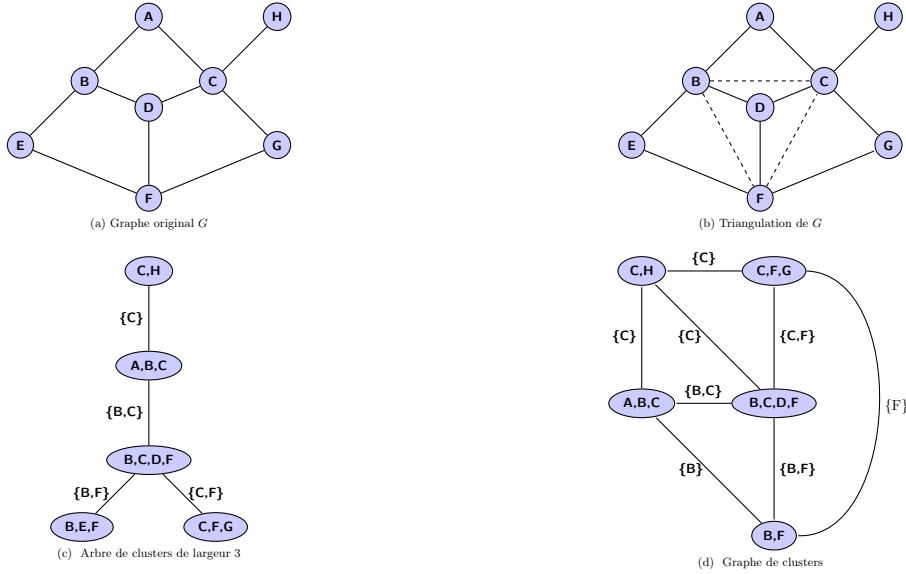 A
H
B
C
D
E
G
F
(a) Graphe original G
A
H
B
C
D
E
G
F
(b) Triangulation de G
C,H
{C}
A,B,C
{B,C}
B,C,D,F
{B,F}
{C,F}
B,E,F
C,F,G
(c) Arbre de clusters de largeur 3
C,H
{C}
C,F,G
{C}
{C}
{C,F}
A,B,C
{B,C}
B,C,D,F
{F}
{B}
{B,F}
B,F
(d) Graphe de clusters